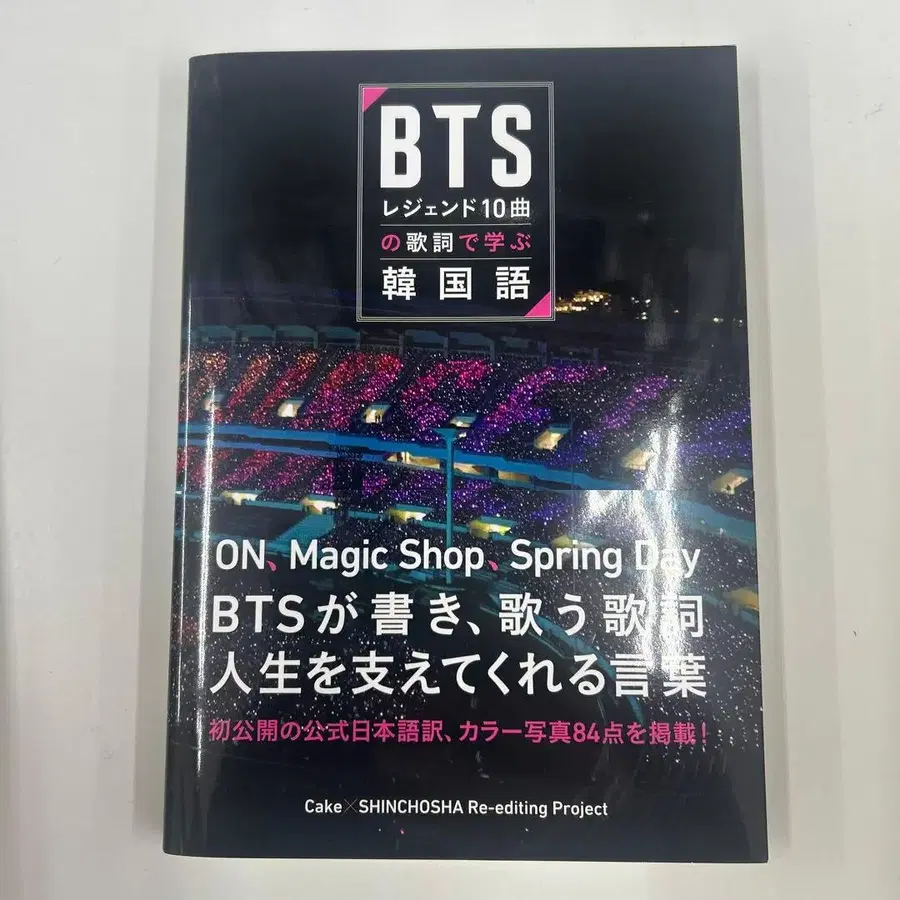 BTS
レジェンド10曲
の歌詞で学ぶ
韓国語
ON、Magic Shop、Spring Day
BTSが書き、歌う歌詞
人生を支えてくれる言葉
初公開の公式日本語訳、カラー写真84点を掲載!
Cake×SHINCHOSHA Re-editing Project